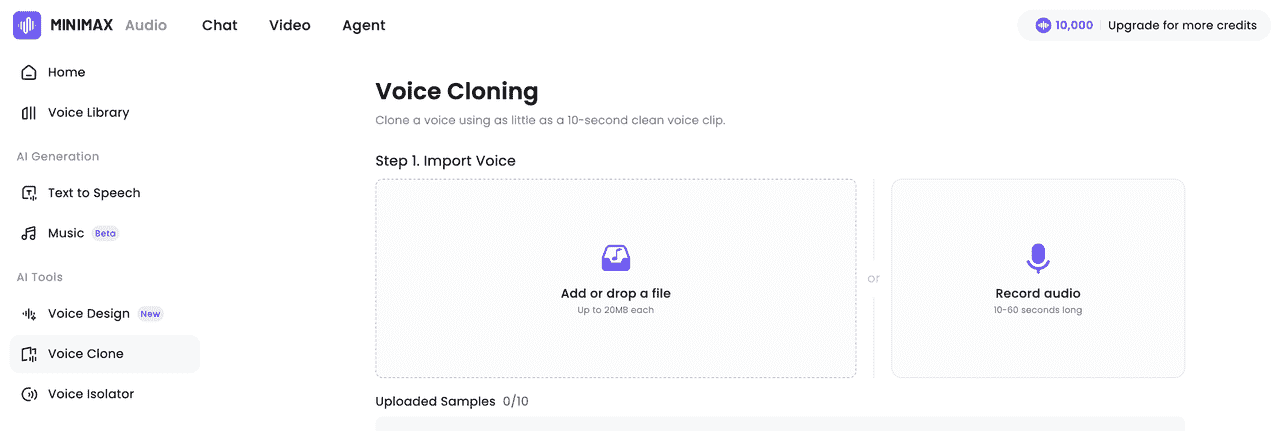 MINIMAX Audio Chat Video Agent 10,000 Upgrade for more credits
Home
Voice Library
AI Generation
Text to Speech
Music Beta
AI Tools
Voice Design New
Voice Clone
Voice Isolator
Voice Cloning
Clone a voice using as little as a 10-second clean voice clip.
Step 1. Import Voice
Add or drop a file
Up to 20MB each
or
Record audio
10-60 seconds long
Uploaded Samples 0/10